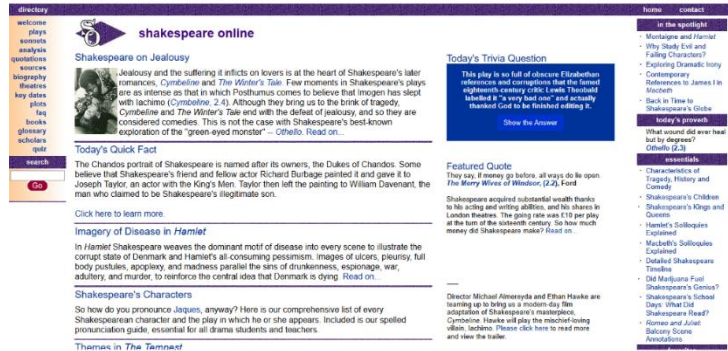 directory
home contact
welcome
plays
sonnets
analysis
quotations
sources
biography
theatres
key dates
plots
faq
books
glossary
scholars
quiz
search
Go
shakespeare online
Shakespeare on Jealousy
Jealousy and the suffering it inflicts on lovers is at the heart of Shakespeare's later
romances, Cymbeline and The Winter's Tale. Few moments in Shakespeare's plays
are as intense as that in which Posthumus comes to believe that Imogen has slept
with Iachimo (Cymbeline, 2.4). Although they bring us to the brink of tragedy,
Cymbeline and The Winter's Tale end with the defeat of jealousy, and so they are
considered comedies. This is not the case with Shakespeare's best-known
exploration of the "green-eyed monster" -- Othello. Read on...
Today's Quick Fact
The Chandos portrait of Shakespeare is named after its owners, the Dukes of Chandos. Some
believe that Shakespeare's friend and fellow actor Richard Burbage painted it and gave it to
Joseph Taylor, an actor with the King's Men. Taylor then left the painting to William Davenant, the
man who claimed to be Shakespeare's illegitimate son.
Click here to learn more.
Imagery of Disease in Hamlet
In Hamlet Shakespeare weaves the dominant motif of disease into every scene to illustrate the
corrupt state of Denmark and Hamlet's all-consuming pessimism. Images of ulcers, pleurisy, full
body pustules, apoplexy, and madness parallel the sins of drunkenness, espionage, war,
adultery, and murder, to reinforce the central idea that Denmark is dying. Read on...
Shakespeare's Characters
So how do you pronounce Jaques, anyway? Here is our comprehensive list of every
Shakespearean character and the play in which he or she appears. Included is our spelled
pronunciation guide, essential for all drama students and teachers.
Themes in The Tempest
Today's Trivia Question
This play is so full of obscure Elizabethan
references and corruptions that the famed
eighteenth-century critic Lewis Theobald
labelled it "a very bad one" and actually
thanked God to be finished editing it.
Show the Answer
Featured Quote
They say, if money go before, all ways do lie open.
The Merry Wives of Windsor, (2.2), Ford
Shakespeare acquired substantial wealth thanks
to his acting and writing abilities, and his shares in
London theatres. The going rate was £10 per play
at the turn of the sixteenth century. So how much
money did Shakespeare make? Read on...
Director Michael Almereyda and Ethan Hawke are
teaming up to bring us a modern-day film
adaptation of Shakespeare's masterpiece,
Cymbeline. Hawke will play the mischief-loving
villain, Iachimo. Please click here to read more
and view the trailer.
in the spotlight
Montaigne and Hamlet
Why Study Evil and
Falling Characters?
Exploring Dramatic Irony
Contemporary
References to James I in
Macbeth
Back in Time to
Shakespeare's Globe
today's proverb
What wound did ever heal
but by degrees?
Othello (2.3)
essentials
Characteristics of
Tragedy, History and
Comedy
Shakespeare's Children
Shakespeare's Kings and
Queens
Hamlet's Soliloquies
Explained
Macbeth's Soliloquies
Explained
Detailed Shakespeare
Timeline
Did Marijuana Fuel
Shakespeare's Genius?
Shakespeare's School
Days: What Did
Shakespeare Read?
Romeo and Juliet:
Balcony Scene
Annotations